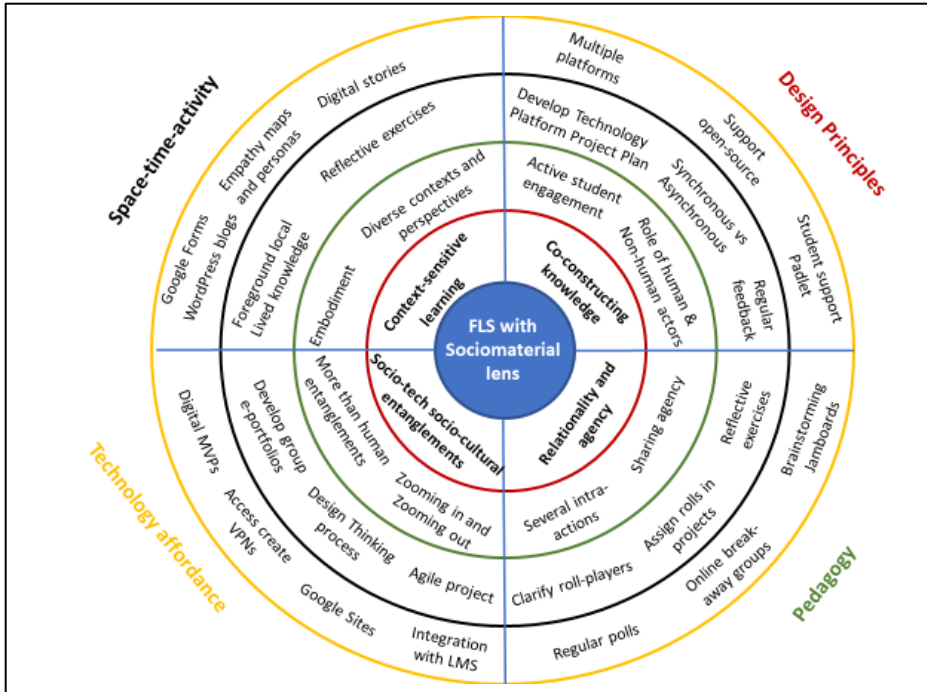 Space-time-activity
Design Principles
Technology affordance
Pedagogy
FLS with
Sociomaterial
lens
Context-sensitive
learning
Co-constructing
knowledge
Socio-tech socio-cultural
entanglements
Relationality and
agency
Diverse contexts and
perspectives
Embodiment
Active student
engagement
Role of human &
Non-human actors
More than human
entanglements
Zooming in and
Zooming out
Sharing agency
Several intra-
actions
Reflective exercises
Foreground local
Lived knowledge
Develop Technology
Platform Project Plan
Synchronous vs
Asynchronous
Regular
feedback
Develop group
e-portfolios
Design Thinking
process
Agile project
Reflective
exercises
Assign rolls in
projects
Clarify roll-players
Digital stories
Empathy maps
and personas
Google Forms
WordPress blogs
Multiple
platforms
Support
open-source
Student support
Padlet
Digital MVPs
Access create
VPNs
Google Sites
Integration
with LMS
Brainstorming
Jamboards
Online break-
away groups
Regular polls